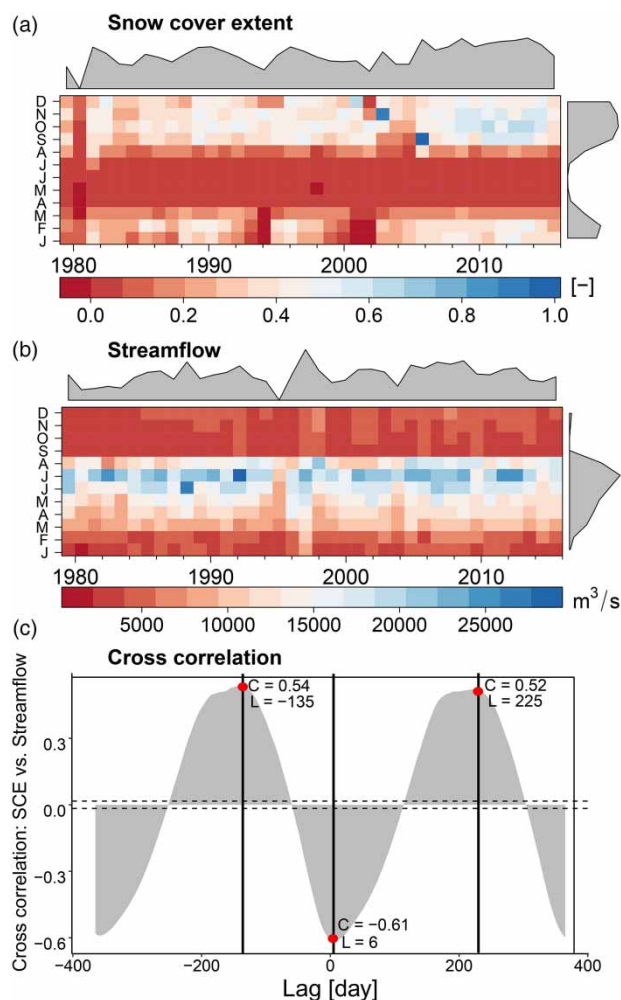 (a)
Snow cover extent
D
N
O
S
A
J
J
M
A
M
F
J
1980 1990 2000 2010
[−]
0.0 0.2 0.4 0.6 0.8 1.0
(b)
Streamflow
D
N
O
S
A
J
J
M
A
M
F
J
1980 1990 2000 2010
m³/s
5000 10000 15000 20000 25000
(c)
Cross correlation
Cross correlation: SCE vs. Streamflow
0.3
0.0
−0.3
−0.6
C = 0.54
L = −135
C = 0.52
L = 225
C = −0.61
L = 6
−400 −200 0 200 400
Lag [day]